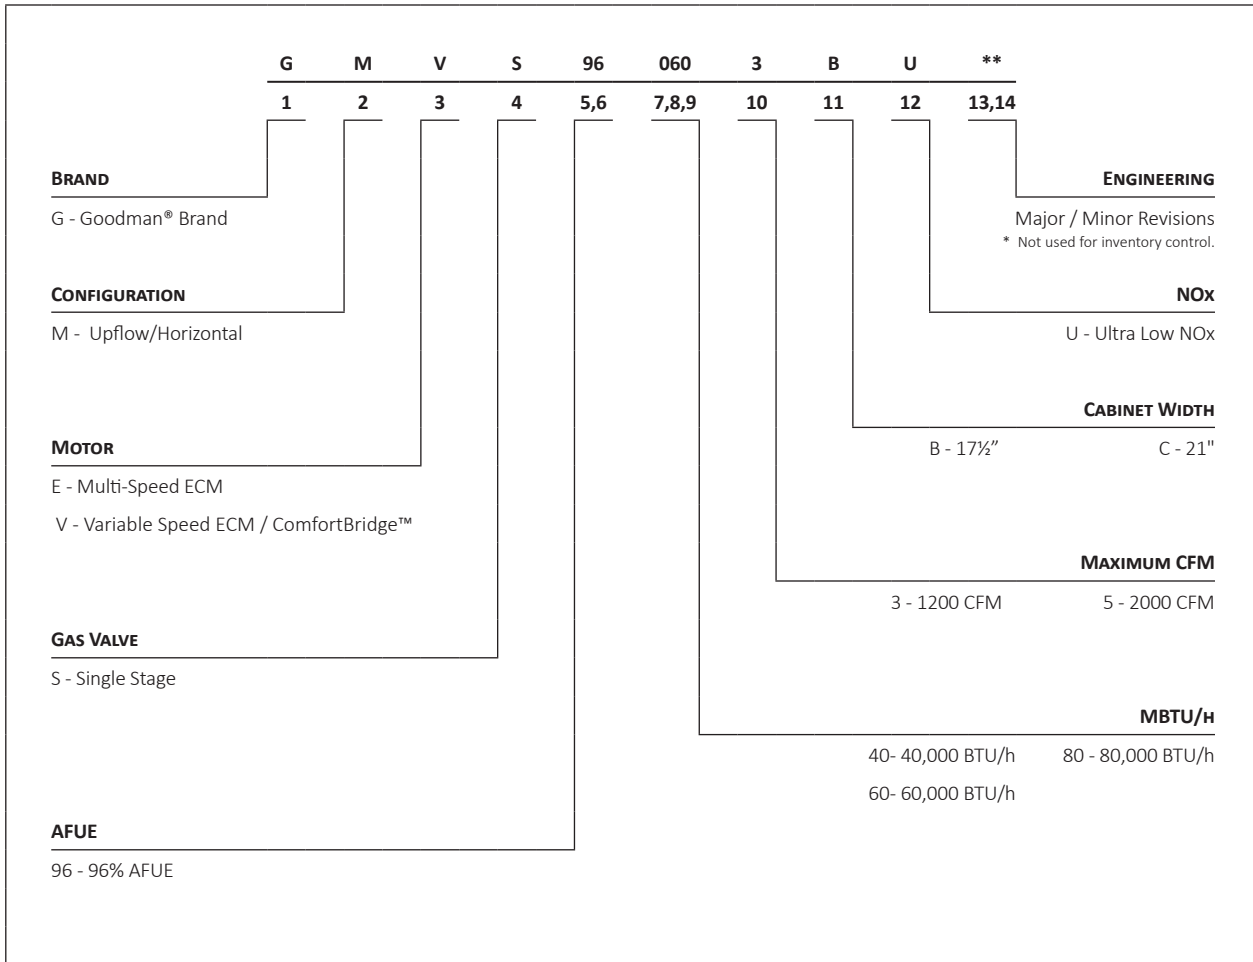 G M V S 96 060 3 B U **
1 2 3 4 5,6 7,8,9 10 11 12 13,14
BRAND
G - Goodman® Brand
ENGINEERING
Major / Minor Revisions
* Not used for inventory control.
CONFIGURATION
M - Upflow/Horizontal
NOX
U - Ultra Low NOx
CABINET WIDTH
B - 17½” C - 21"
MOTOR
E - Multi-Speed ECM
V - Variable Speed ECM / ComfortBridge™
MAXIMUM CFM
3 - 1200 CFM 5 - 2000 CFM
GAS VALVE
S - Single Stage
MBTU/H
40- 40,000 BTU/h 80 - 80,000 BTU/h
60- 60,000 BTU/h
AFUE
96 - 96% AFUE